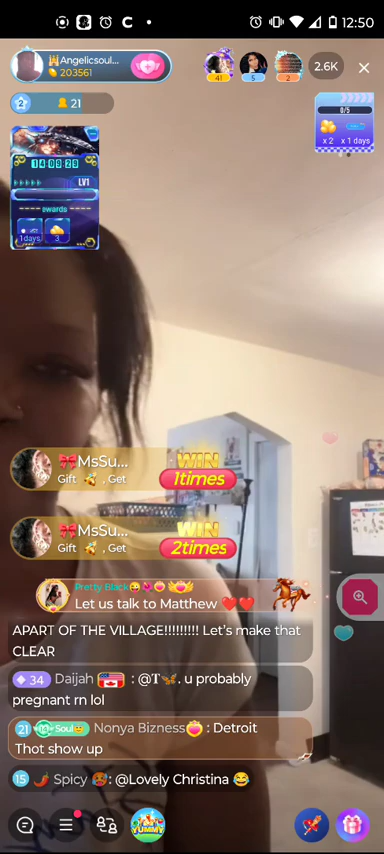 12:50
Angelicsoul...
203561
41
5
2
2.6K
2
21
0/5
x 2 x 1 days
14:09:29
LV1
1days
3
MsSu...
Gift , Get
WIN
1times
MsSu...
Gift , Get
WIN
2times
Pretty Black
Let us talk to Matthew
APART OF THE VILLAGE!!!!!!!!! Let's make that
CLEAR
34 Daijah : @T🦋. u probably
pregnant rn lol
21 Soul Nonya Bizness : Detroit
Thot show up
15 Spicy : @Lovely Christina 😂
YUMMY